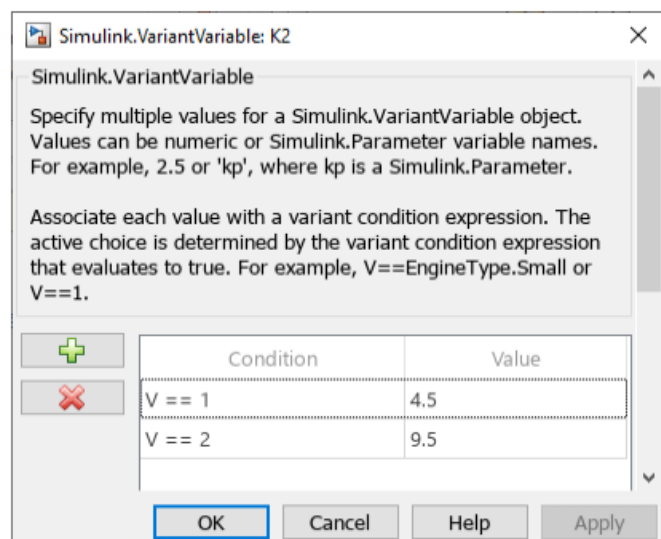 Simulink.VariantVariable: K2
Simulink.VariantVariable
Specify multiple values for a Simulink.VariantVariable object.
Values can be numeric or Simulink.Parameter variable names.
For example, 2.5 or 'kp', where kp is a Simulink.Parameter.
Associate each value with a variant condition expression. The
active choice is determined by the variant condition expression
that evaluates to true. For example, V==EngineType.Small or
V==1.
Condition Value
V == 1 4.5
V == 2 9.5
OK Cancel Help Apply